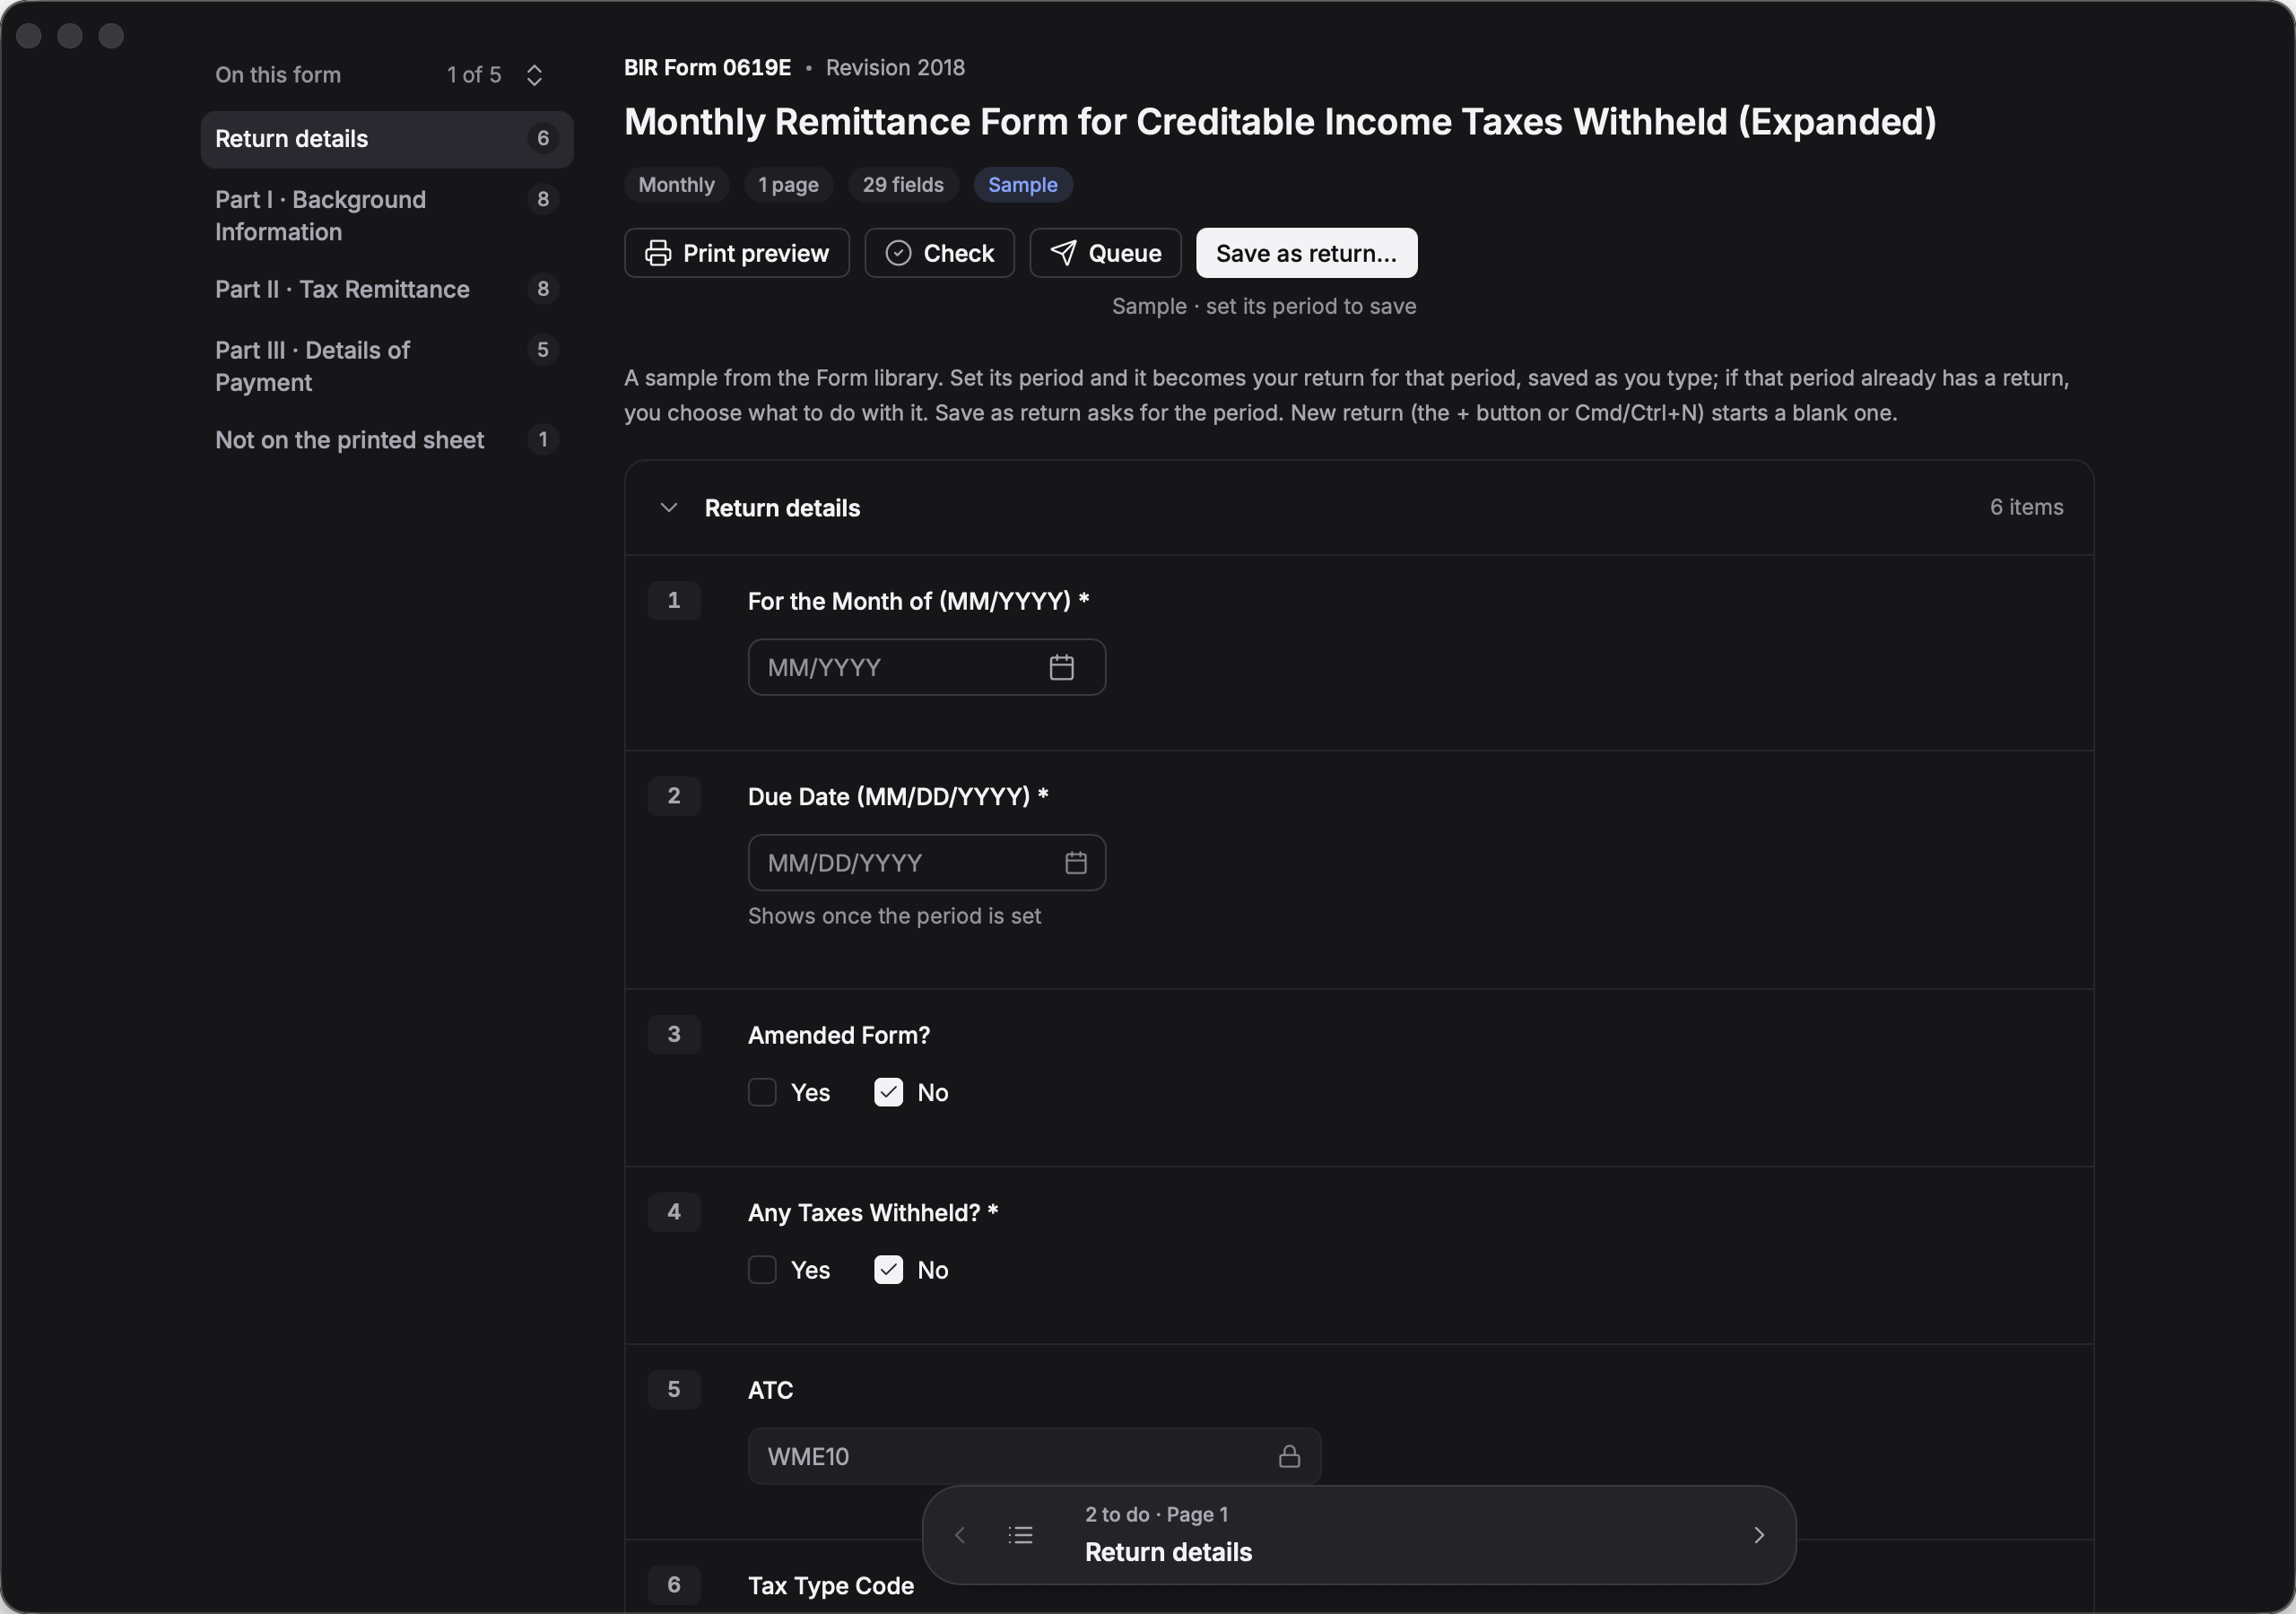 On this form
1 of 5
Return details
6
Part I · Background
Information
8
Part II · Tax Remittance
8
Part III · Details of
Payment
5
Not on the printed sheet
1
BIR Form 0619E • Revision 2018
Monthly Remittance Form for Creditable Income Taxes Withheld (Expanded)
Monthly
1 page
29 fields
Sample
Print preview
Check
Queue
Save as return...
Sample · set its period to save
A sample from the Form library. Set its period and it becomes your return for that period, saved as you type; if that period already has a return,
you choose what to do with it. Save as return asks for the period. New return (the + button or Cmd/Ctrl+N) starts a blank one.
Return details
6 items
1
For the Month of (MM/YYYY) *
MM/YYYY
2
Due Date (MM/DD/YYYY) *
MM/DD/YYYY
Shows once the period is set
3
Amended Form?
Yes
No
4
Any Taxes Withheld? *
Yes
No
5
ATC
WME10
2 to do · Page 1
Return details
6
Tax Type Code